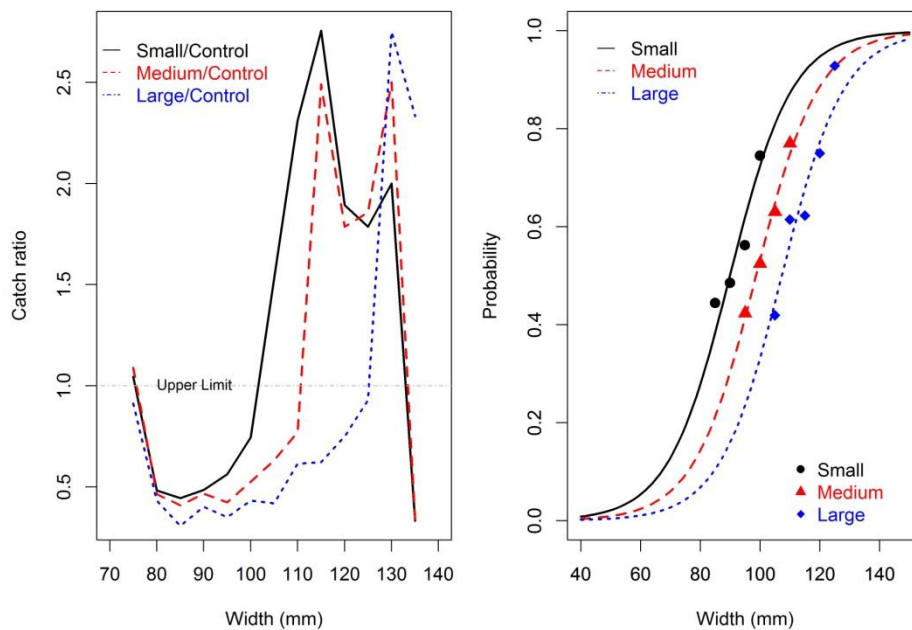 Small/Control
Medium/Control
Large/Control
Upper Limit
Catch ratio
0.5
1.0
1.5
2.0
2.5
70
80
90
100
110
120
130
140
Width (mm)
Small
Medium
Large
Small
Medium
Large
Probability
0.0
0.2
0.4
0.6
0.8
1.0
40
60
80
100
120
140
Width (mm)